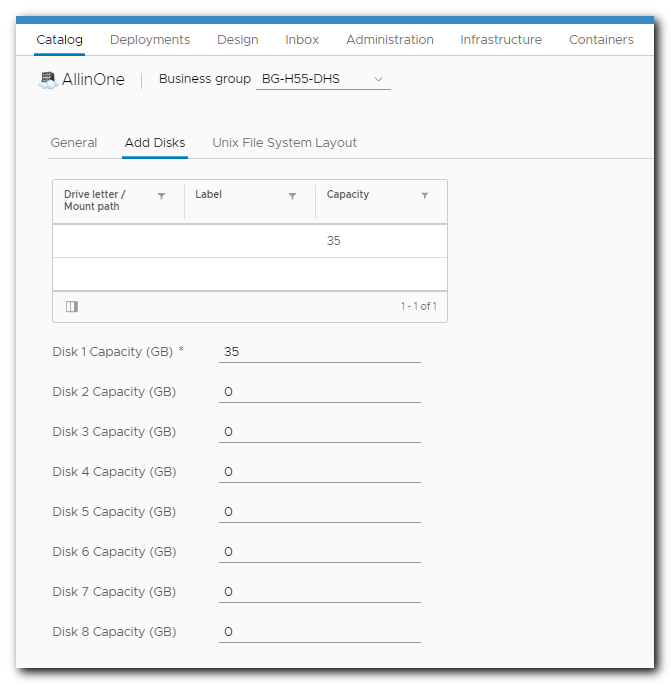 Catalog Deployments Design Inbox Administration Infrastructure Containers
AllinOne Business group BG-H55-DHS
General Add Disks Unix File System Layout
Drive letter / Label Capacity
Mount path
35
1 - 1 of 1
Disk 1 Capacity (GB) * 35
Disk 2 Capacity (GB) 0
Disk 3 Capacity (GB) 0
Disk 4 Capacity (GB) 0
Disk 5 Capacity (GB) 0
Disk 6 Capacity (GB) 0
Disk 7 Capacity (GB) 0
Disk 8 Capacity (GB) 0